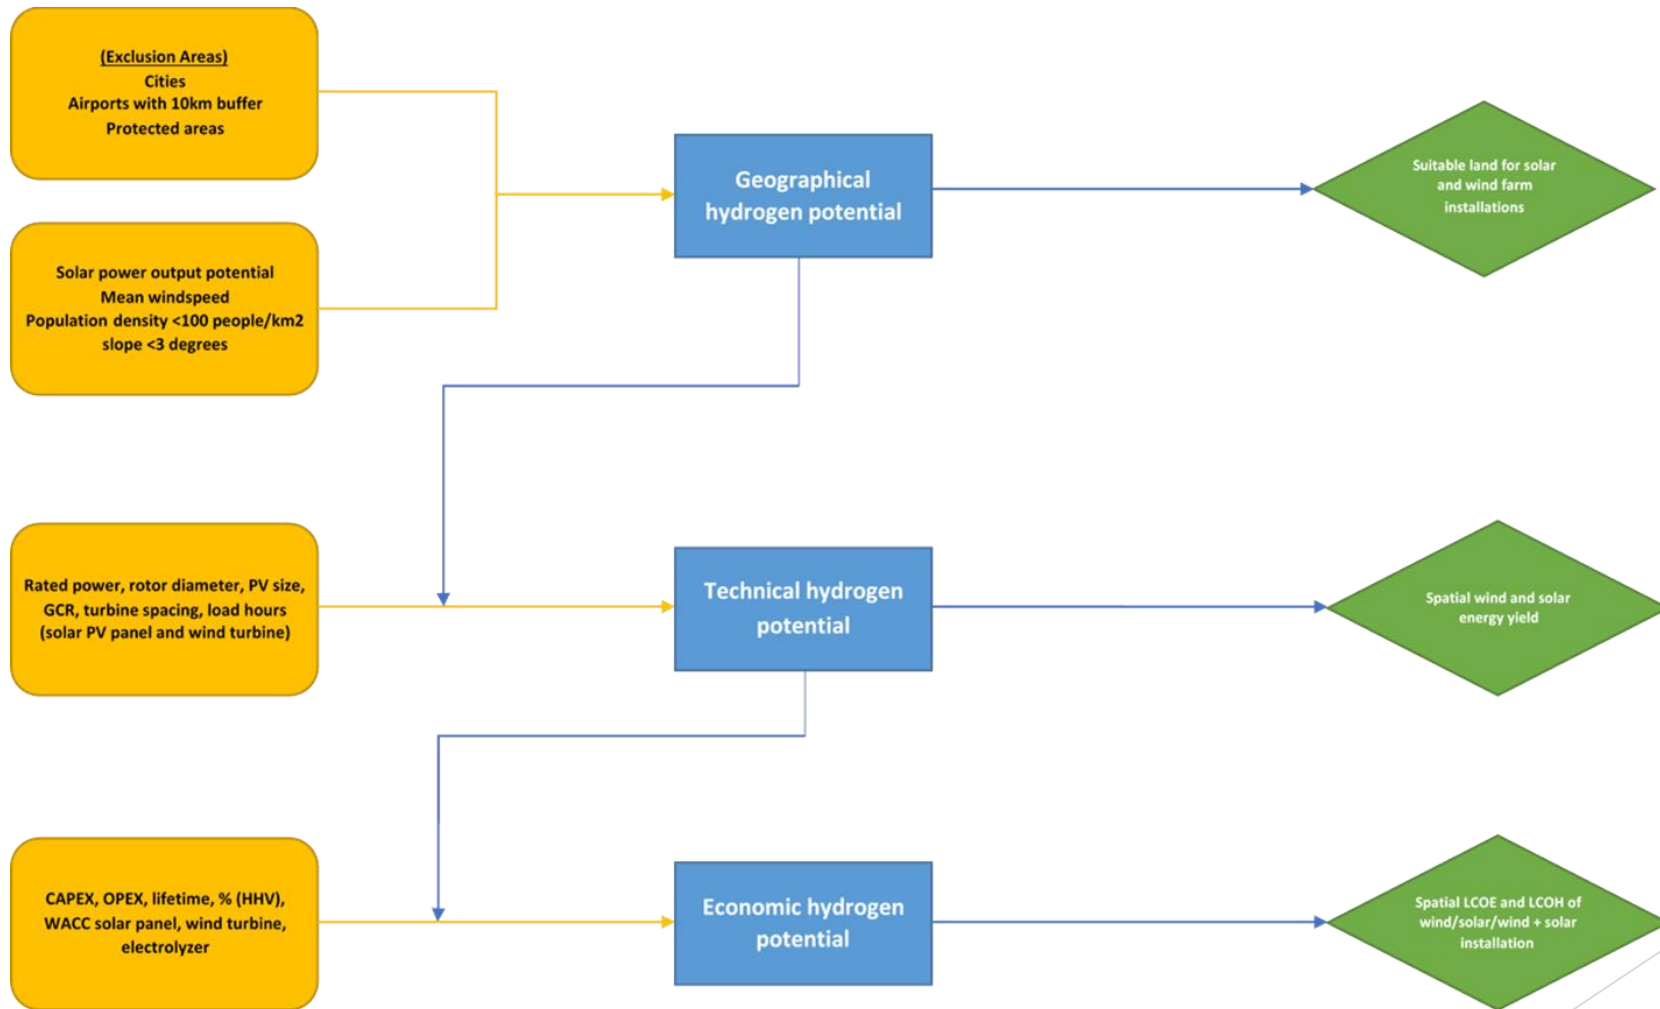 (Exclusion Areas)
Cities
Airports with 10km buffer
Protected areas
Geographical
hydrogen potential
Suitable land for solar
and wind farm
installations
Solar power output potential
Mean windspeed
Population density <100 people/km2
slope <3 degrees
Rated power, rotor diameter, PV size,
GCR, turbine spacing, load hours
(solar PV panel and wind turbine)
Technical hydrogen
potential
Spatial wind and solar
energy yield
CAPEX, OPEX, lifetime, % (HHV),
WACC solar panel, wind turbine,
electrolyzer
Economic hydrogen
potential
Spatial LCOE and LCOH of
wind/solar/wind + solar
installation